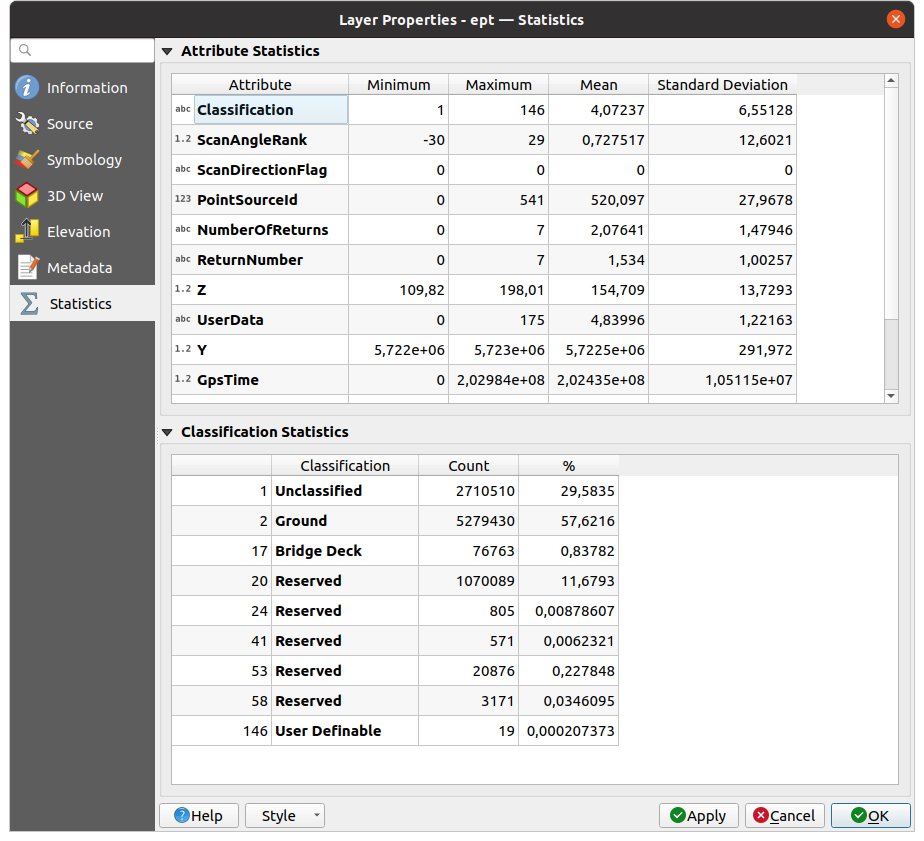 Layer Properties - ept — Statistics
Information
Source
Symbology
3D View
Elevation
Metadata
Statistics
Attribute Statistics
Attribute Minimum Maximum Mean Standard Deviation
abc Classification 1 146 4,07237 6,55128
1.2 ScanAngleRank -30 29 0,727517 12,6021
abc ScanDirectionFlag 0 0 0 0
123 PointSourceId 0 541 520,097 27,9678
abc NumberOfReturns 0 7 2,07641 1,47946
abc ReturnNumber 0 7 1,534 1,00257
1.2 Z 109,82 198,01 154,709 13,7293
abc UserData 0 175 4,83996 1,22163
1.2 Y 5,722e+06 5,723e+06 5,7225e+06 291,972
1.2 GpsTime 0 2,02984e+08 2,02435e+08 1,05115e+07
Classification Statistics
Classification Count %
1 Unclassified 2710510 29,5835
2 Ground 5279430 57,6216
17 Bridge Deck 76763 0,83782
20 Reserved 1070089 11,6793
24 Reserved 805 0,00878607
41 Reserved 571 0,0062321
53 Reserved 20876 0,227848
58 Reserved 3171 0,0346095
146 User Definable 19 0,000207373
Help Style Apply Cancel OK